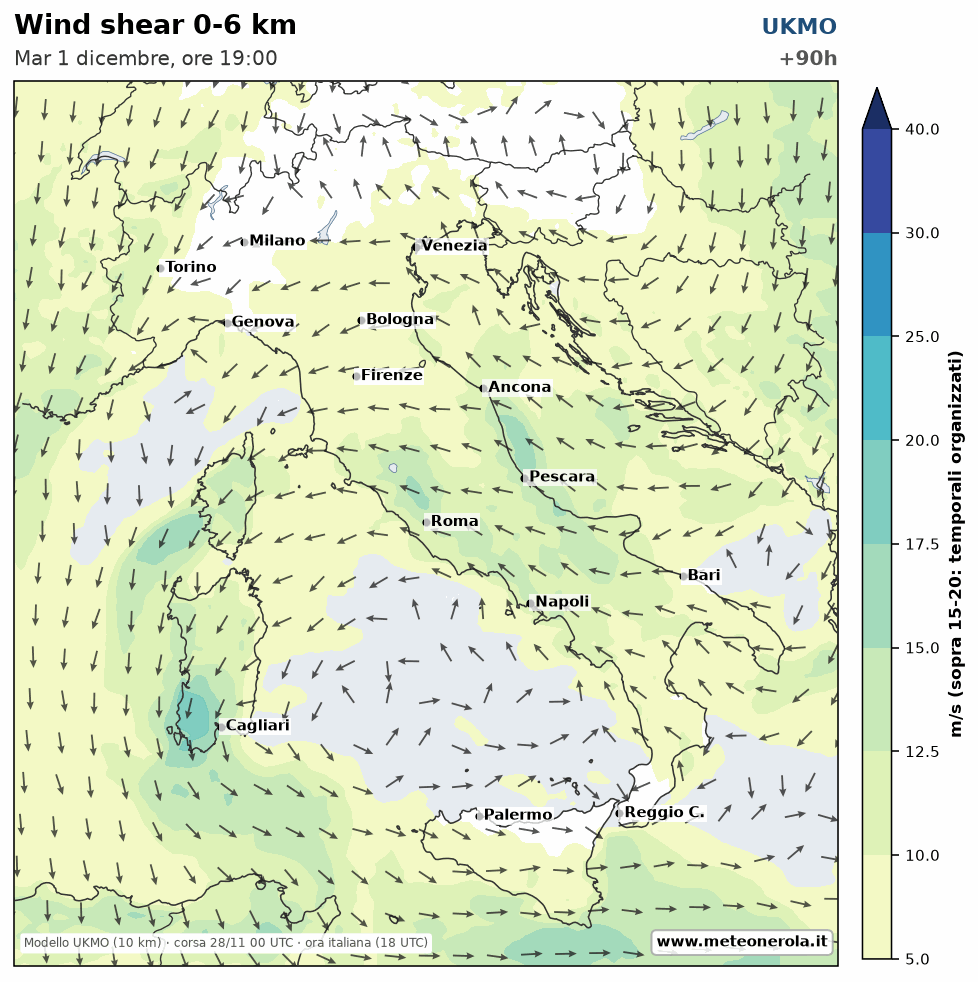 Wind shear 0-6 km
UKMO
Mar 1 dicembre, ore 19:00
+90h
Milano
Venezia
Torino
Genova
Bologna
Firenze
Ancona
Pescara
Roma
Bari
Napoli
Cagliari
Palermo
Reggio C.
40.0
30.0
25.0
20.0
17.5
15.0
12.5
10.0
5.0
m/s (sopra 15-20: temporali organizzati)
Modello UKMO (10 km) · corsa 28/11 00 UTC · ora italiana (18 UTC)
www.meteonerola.it